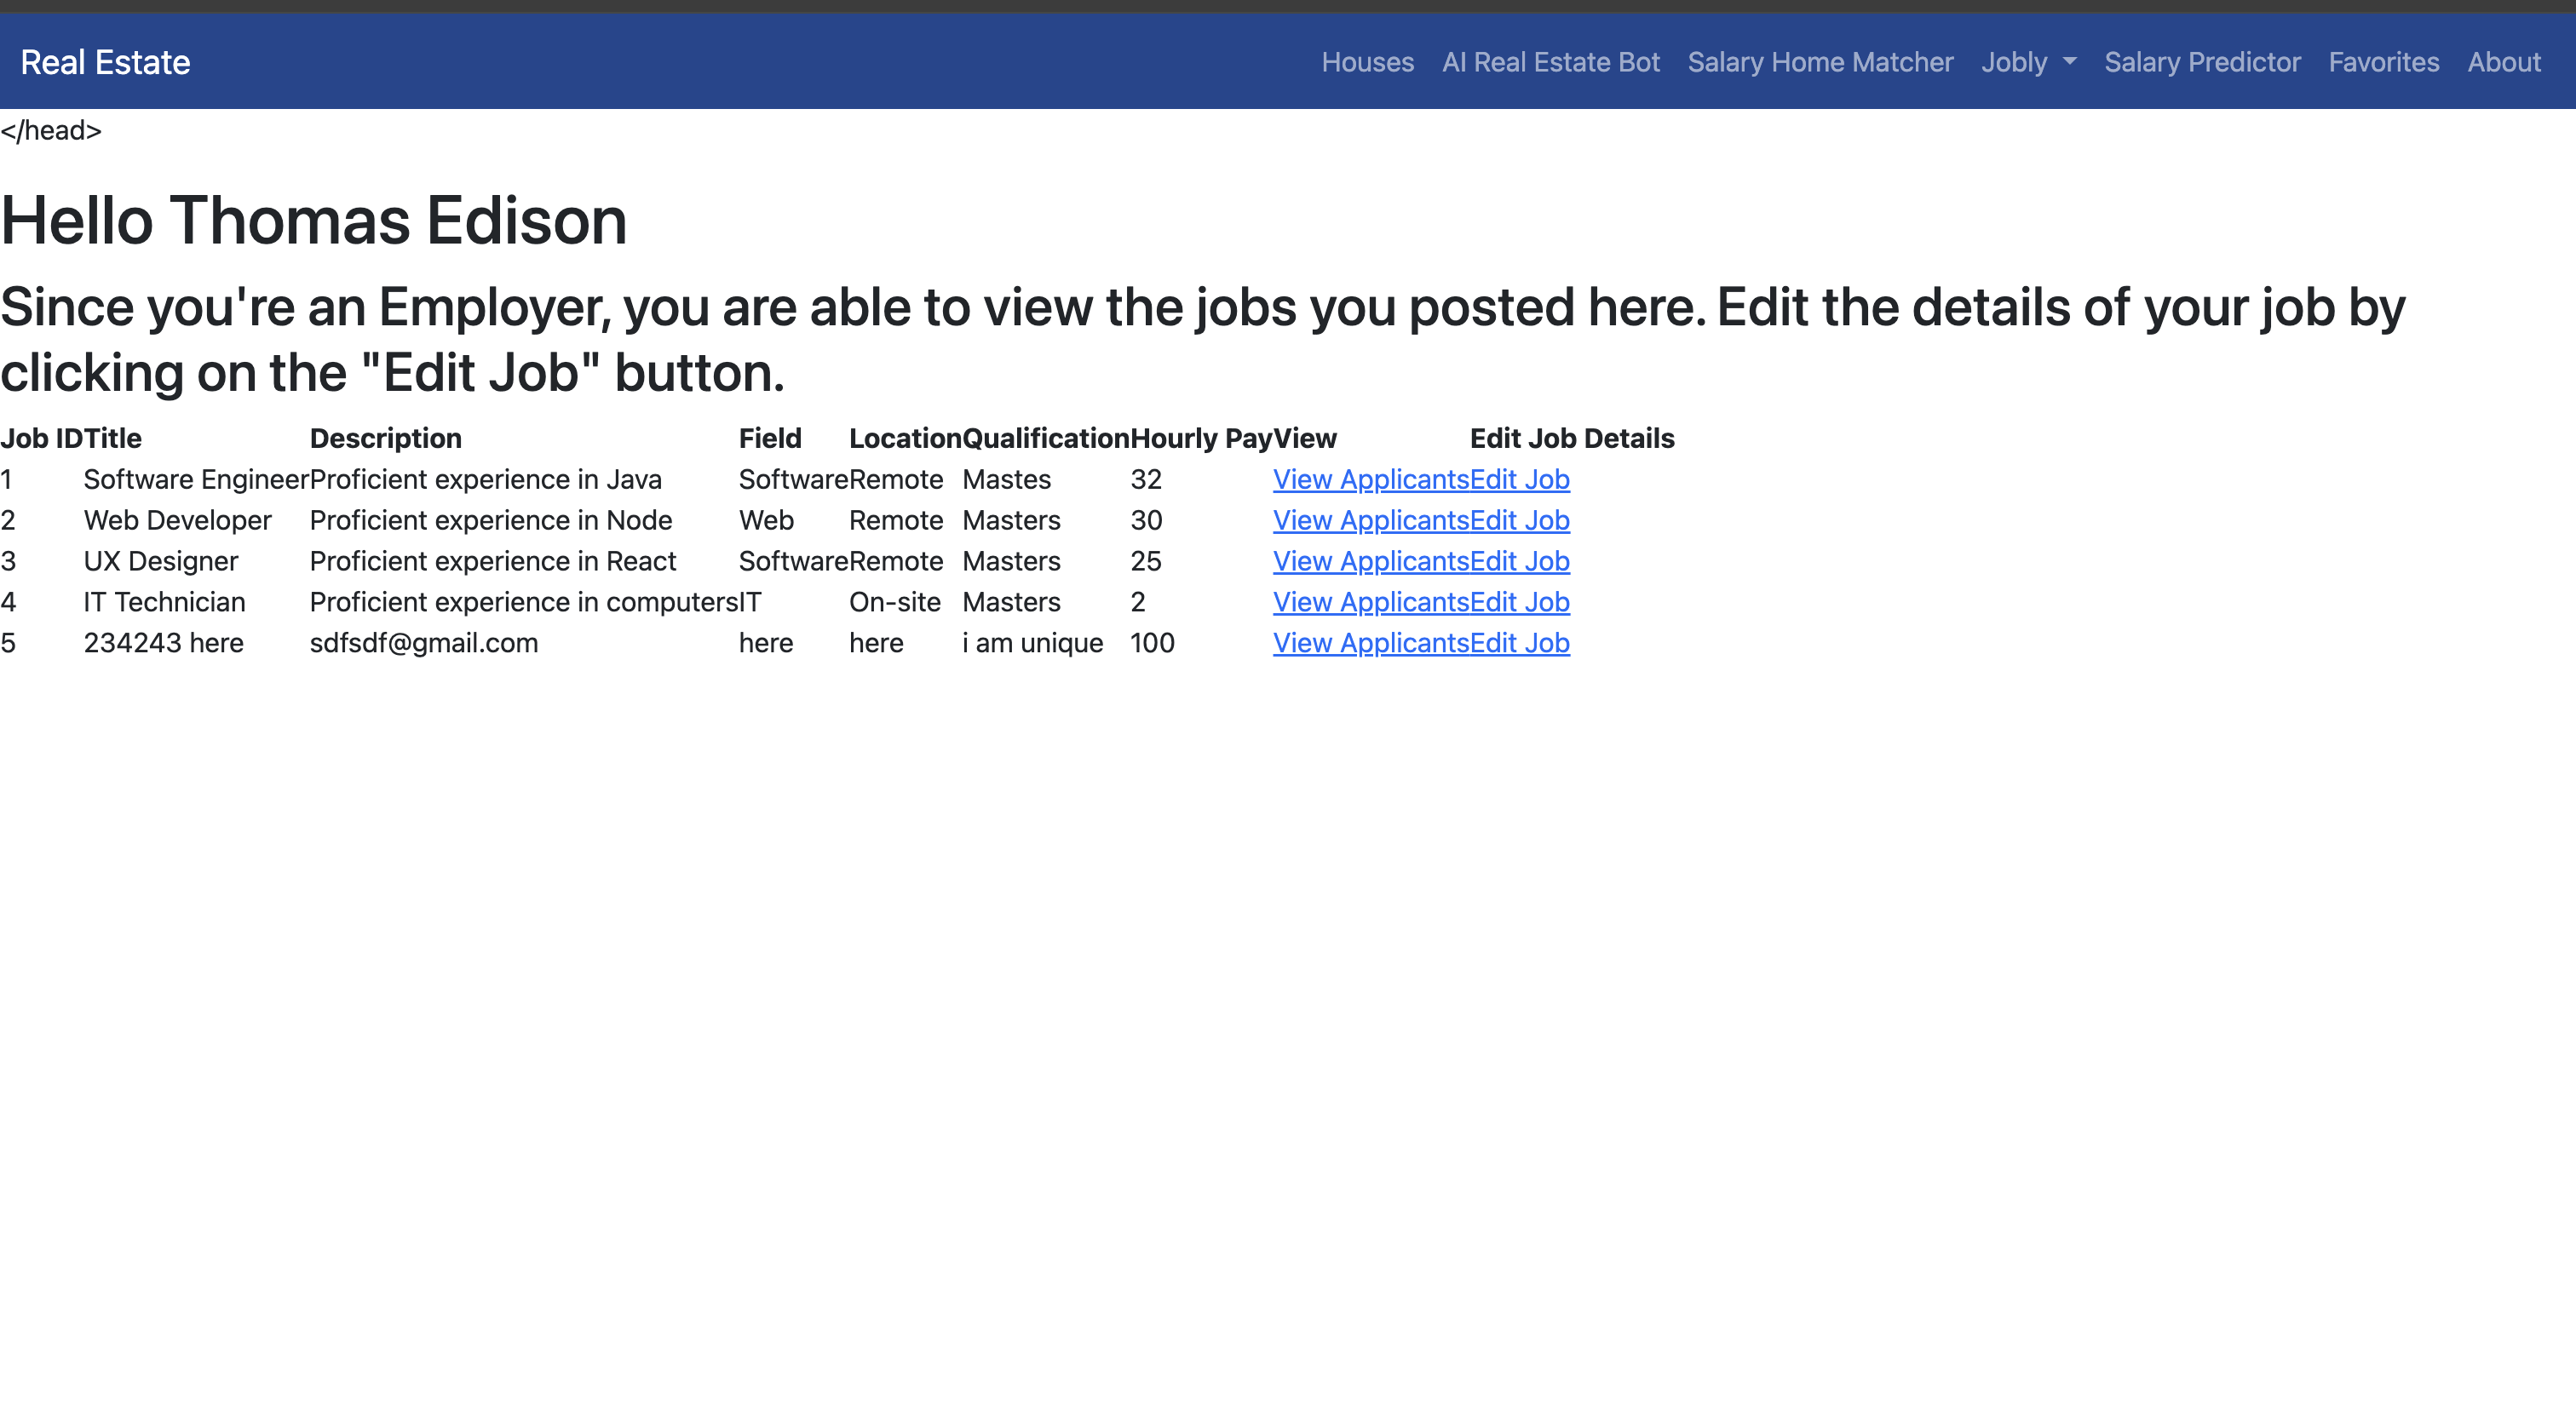 Real Estate Houses AI Real Estate Bot Salary Home Matcher Jobly Salary Predictor Favorites About
</head>
Hello Thomas Edison
Since you're an Employer, you are able to view the jobs you posted here. Edit the details of your job by
clicking on the "Edit Job" button.
Job ID Title Description Field Location Qualification Hourly Pay View Edit Job Details
1 Software Engineer Proficient experience in Java Software Remote Mastes 32 View Applicants Edit Job
2 Web Developer Proficient experience in Node Web Remote Masters 30 View Applicants Edit Job
3 UX Designer Proficient experience in React Software Remote Masters 25 View Applicants Edit Job
4 IT Technician Proficient experience in computers IT On-site Masters 2 View Applicants Edit Job
5 234243 here sdfsdf@gmail.com here here i am unique 100 View Applicants Edit Job